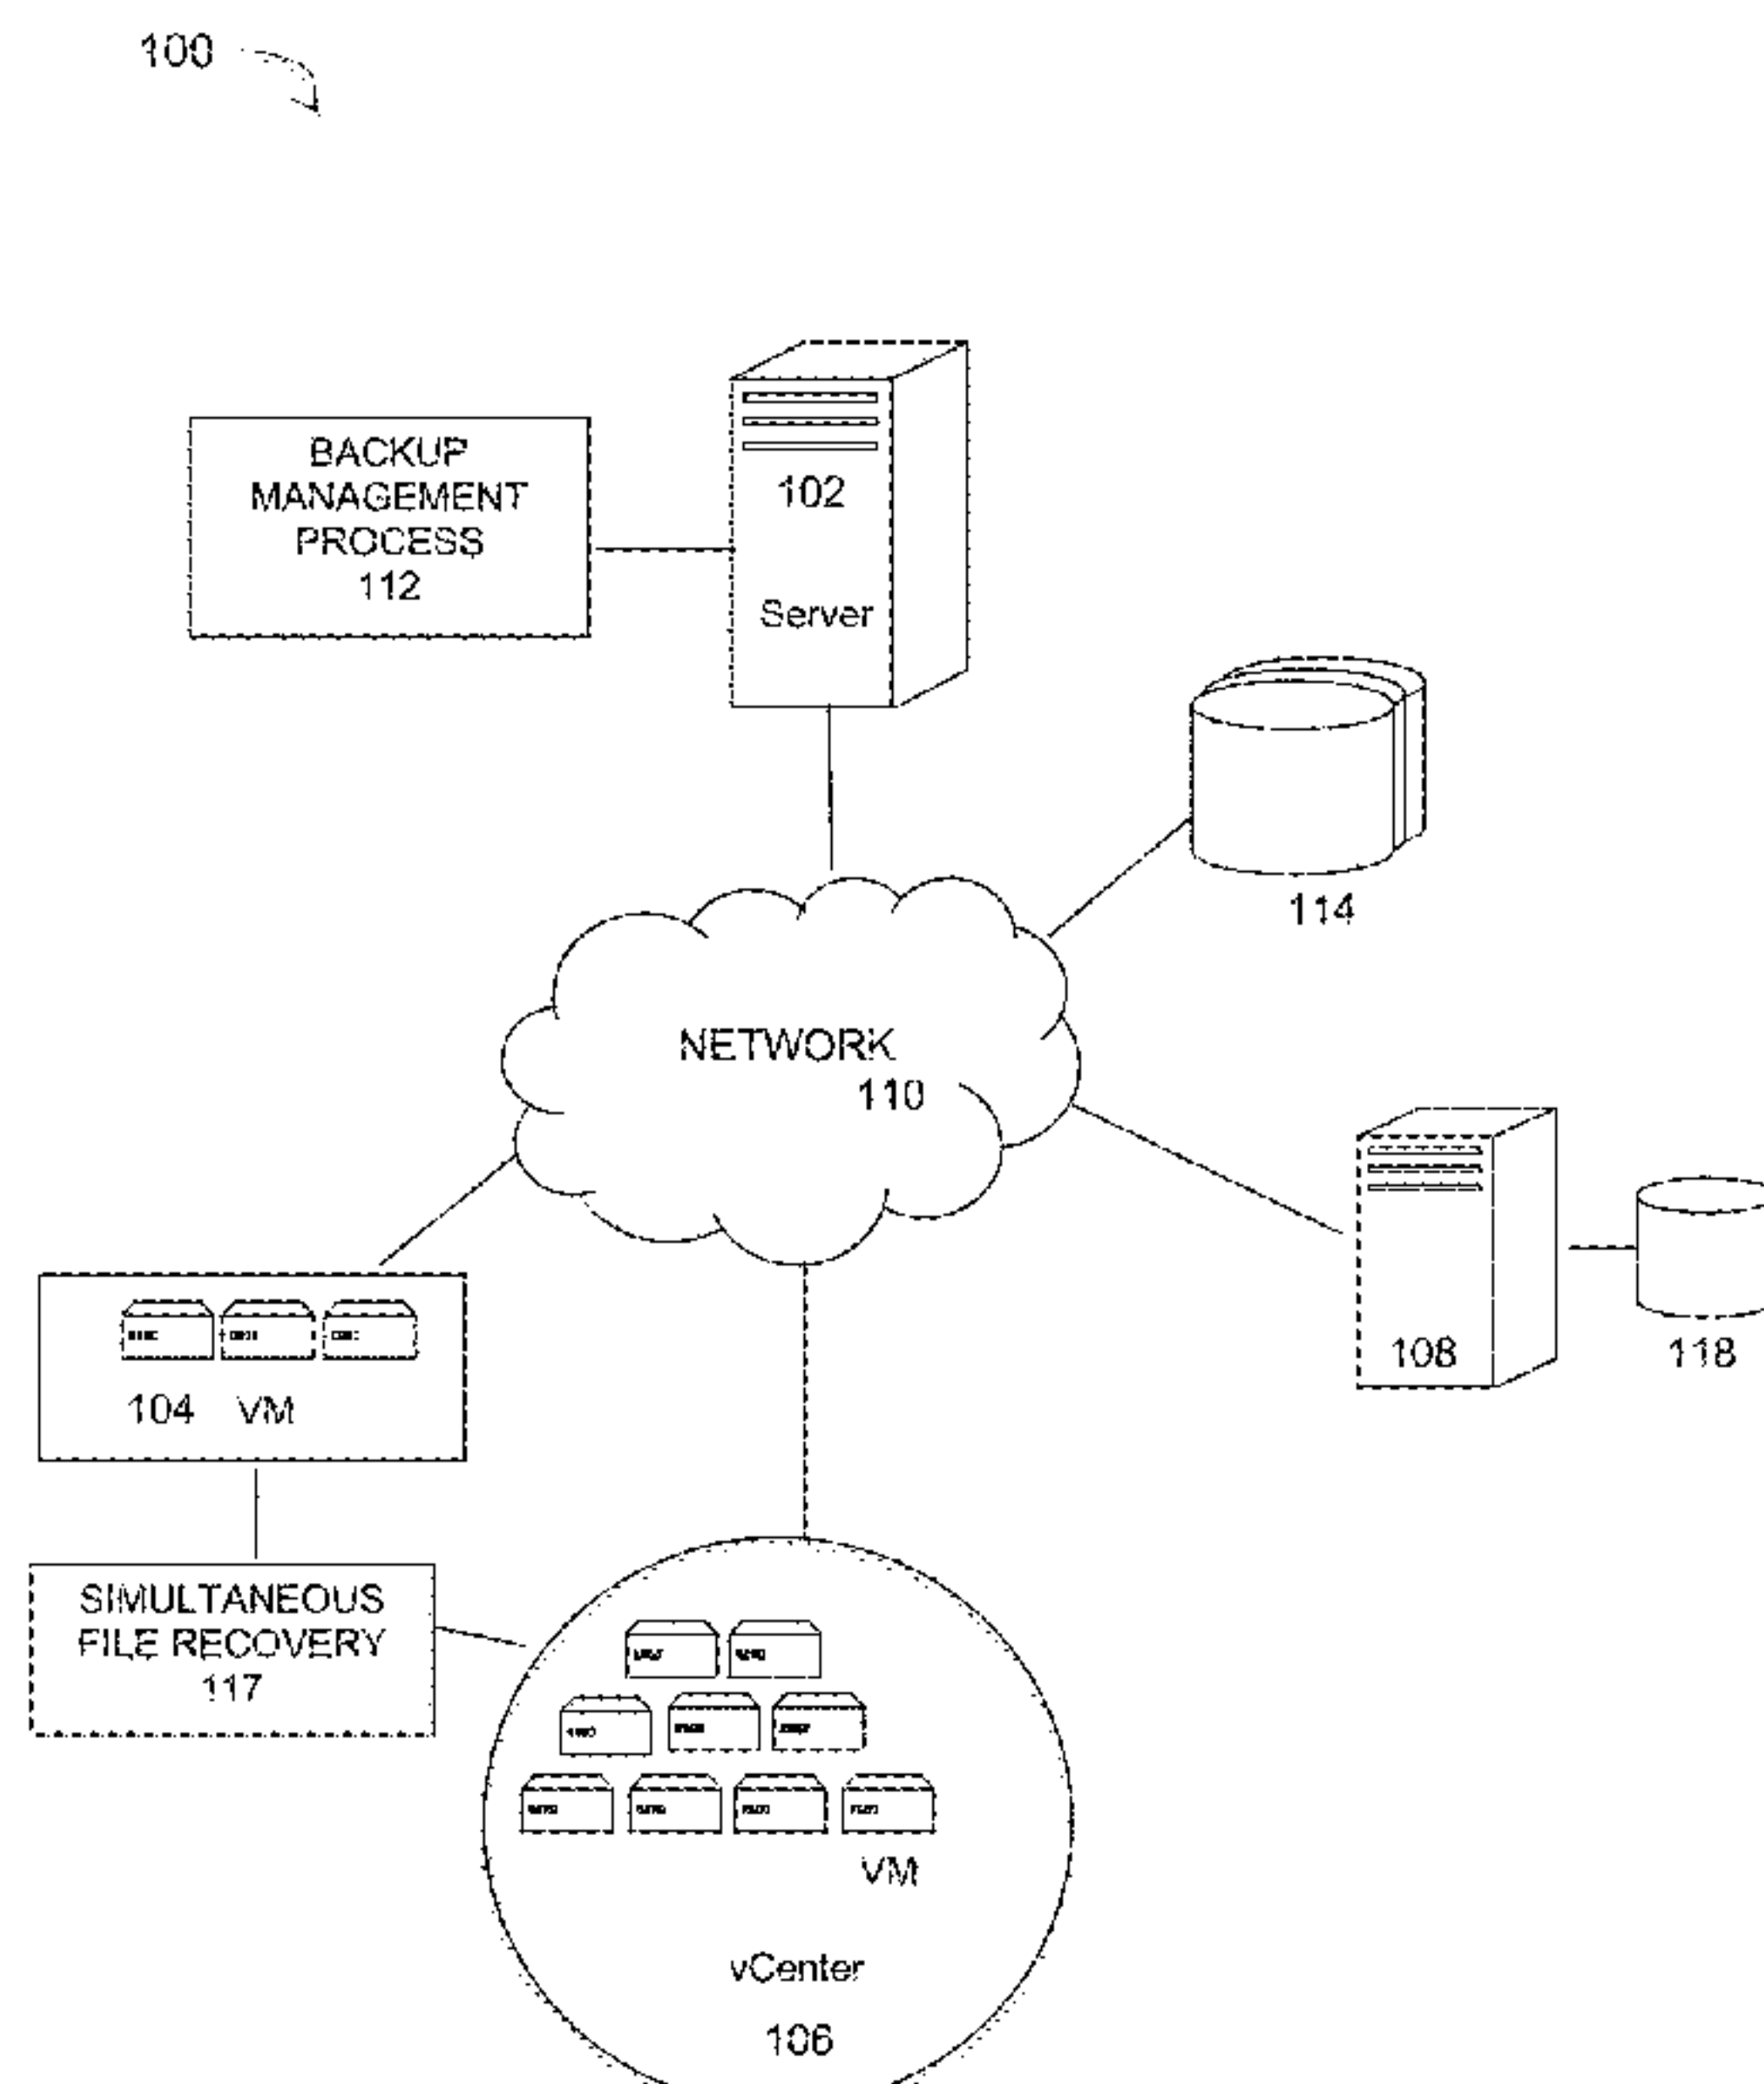 100
BACKUP
MANAGEMENT
PROCESS
112
102
Server
114
NETWORK
110
108
118
104 VM
SIMULTANEOUS
FILE RECOVERY
117
VM
vCenter
106